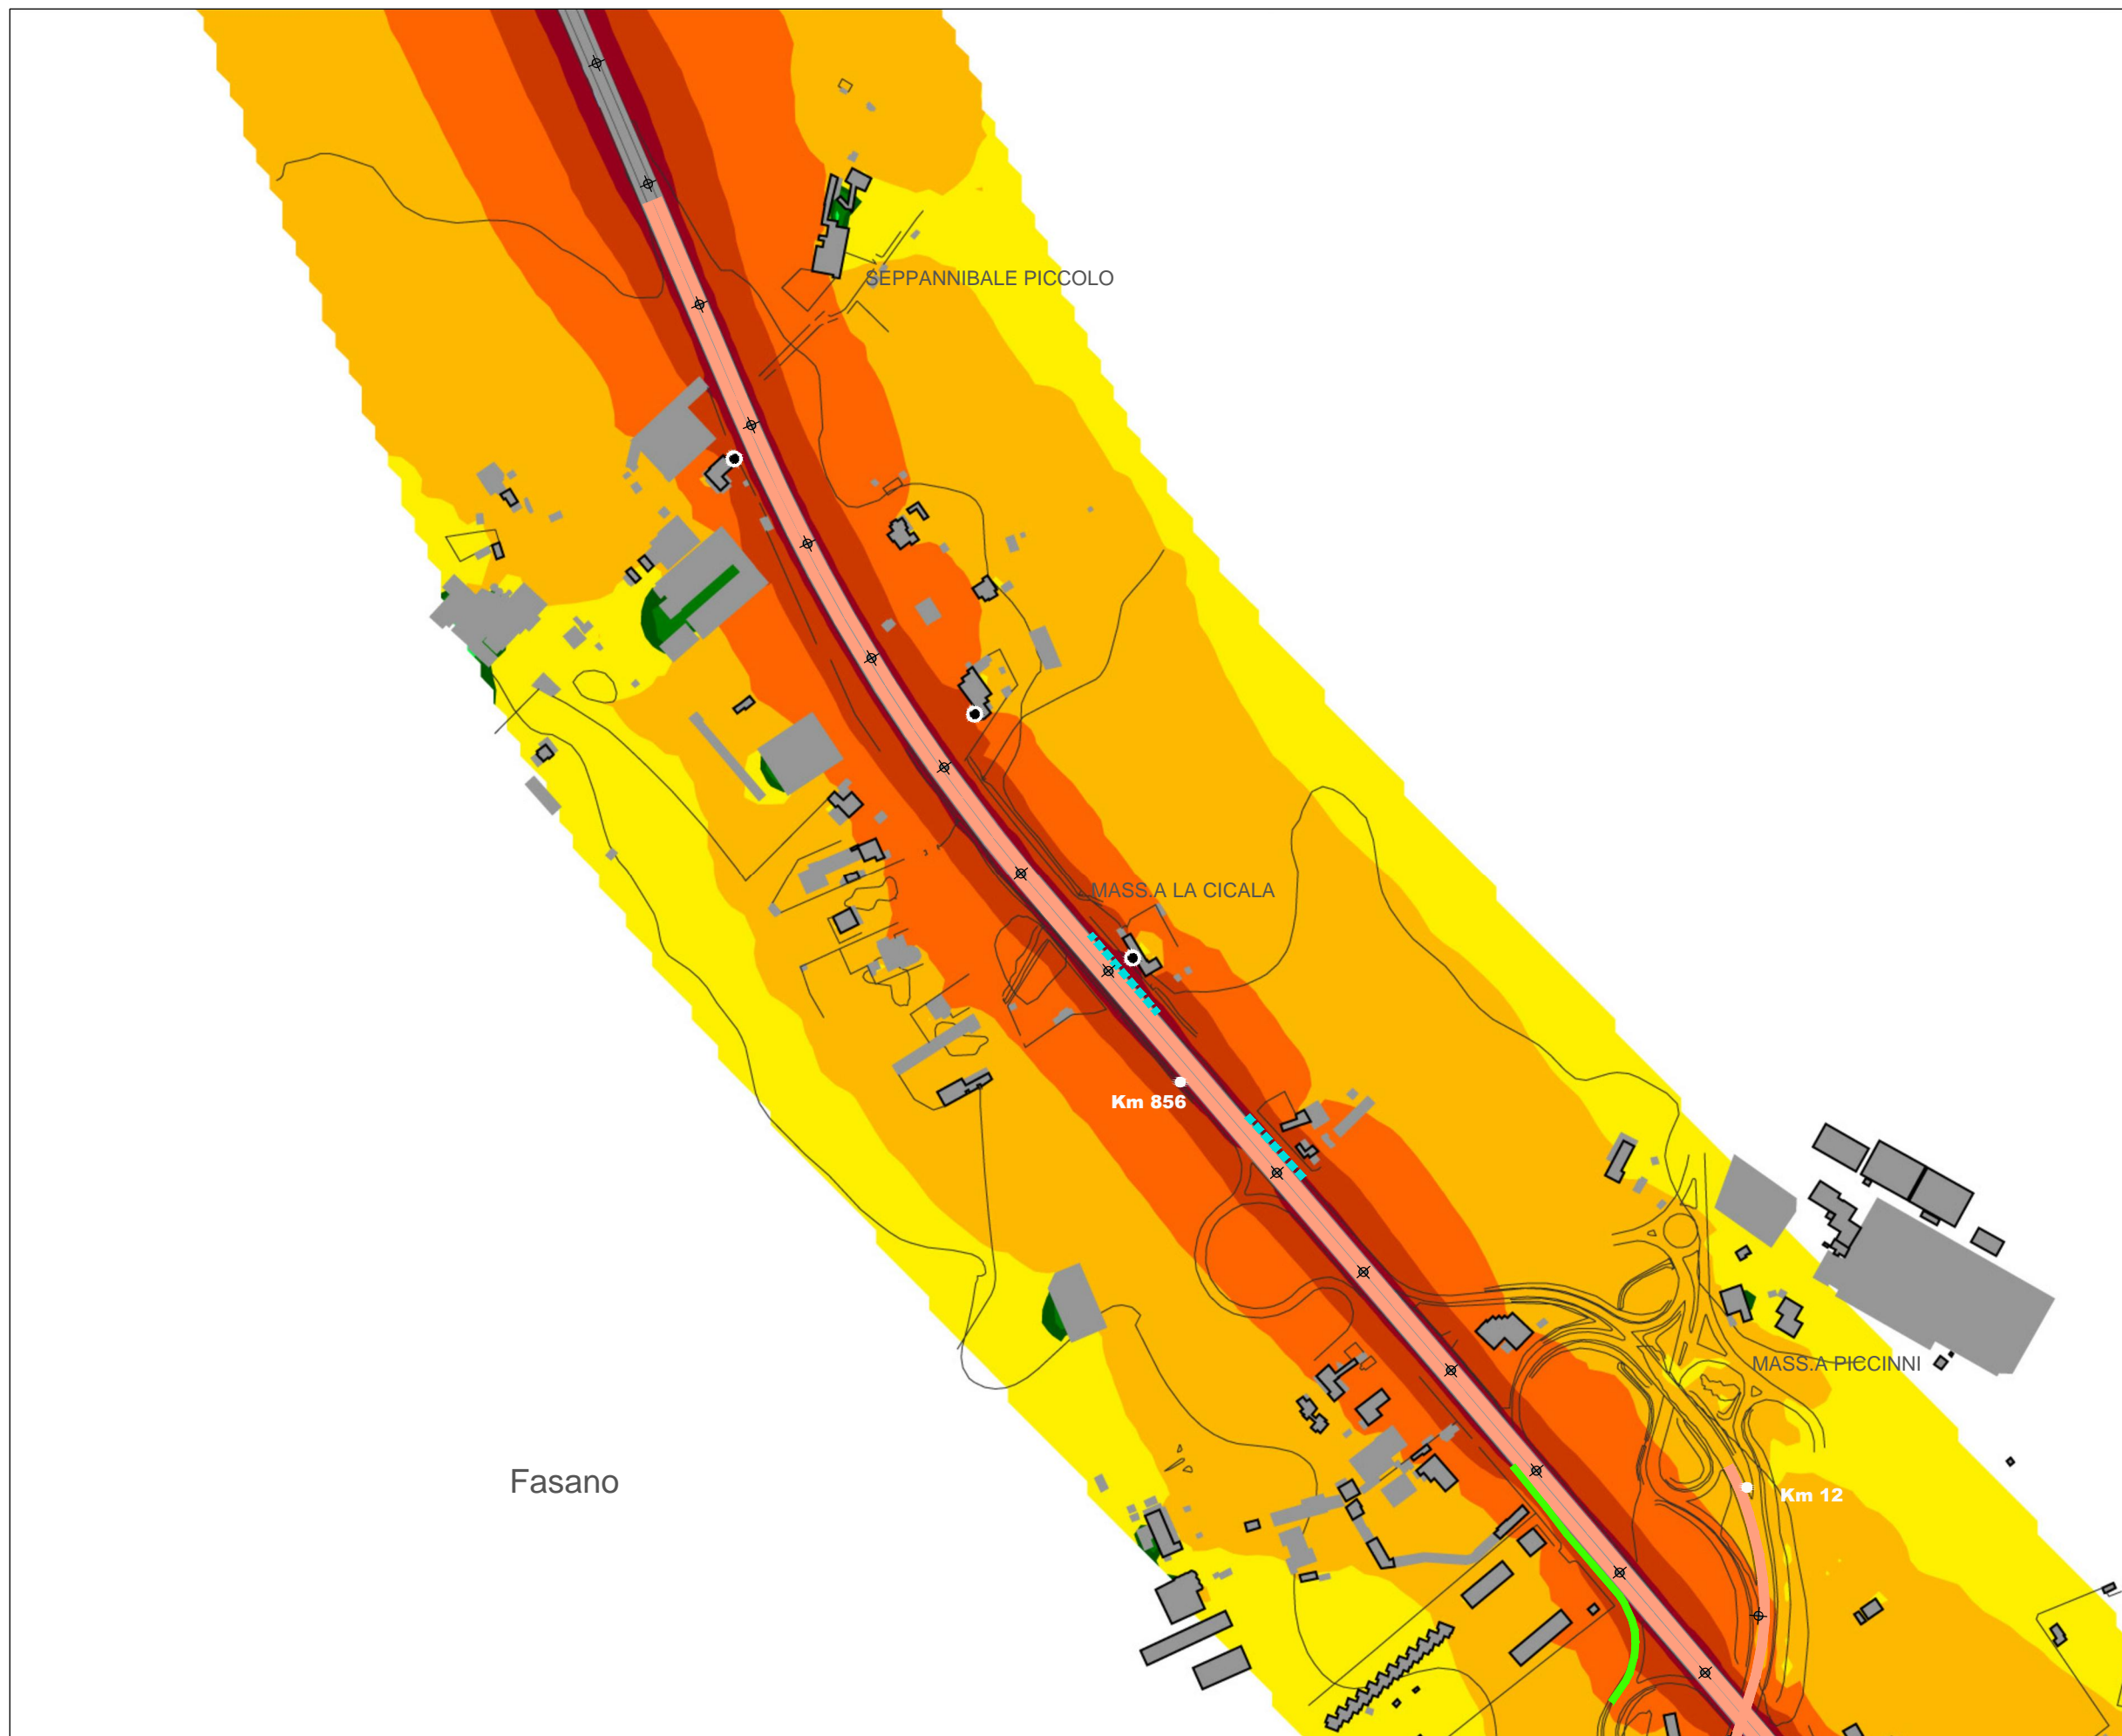 SEPPANNIBALE PICCOLO
MASS.A LA CICALA
Km 856
MASS.A PICCINNI
Fasano
Km 12